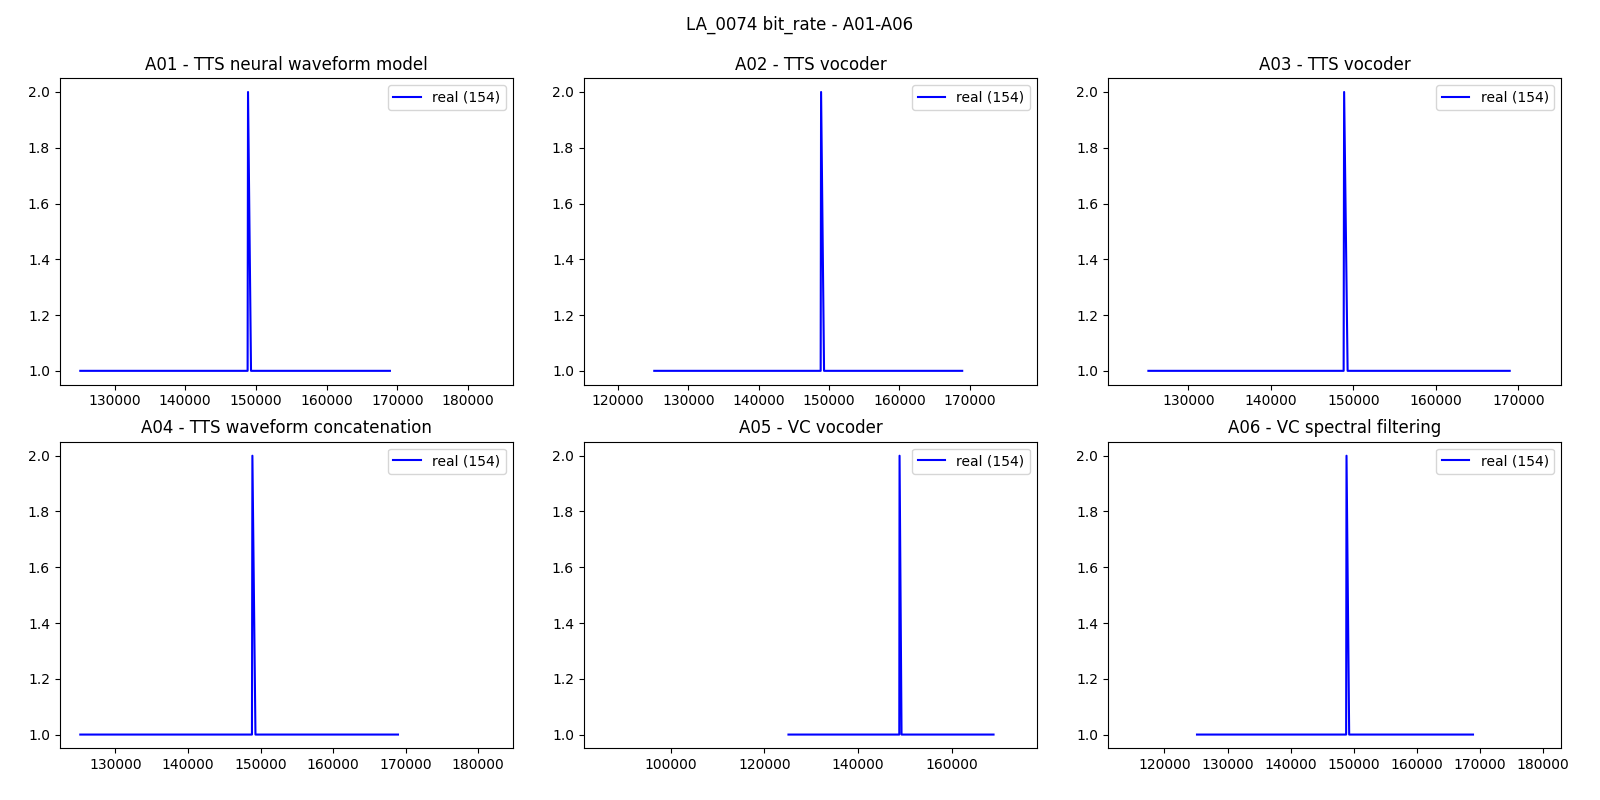 LA_0074 bit_rate - A01-A06
A01 - TTS neural waveform model
A02 - TTS vocoder
A03 - TTS vocoder
real (154)
real (154)
real (154)
2.0
1.8
1.6
1.4
1.2
1.0
2.0
1.8
1.6
1.4
1.2
1.0
2.0
1.8
1.6
1.4
1.2
1.0
130000 140000 150000 160000 170000 180000
120000 130000 140000 150000 160000 170000
130000 140000 150000 160000 170000
A04 - TTS waveform concatenation
A05 - VC vocoder
A06 - VC spectral filtering
real (154)
real (154)
real (154)
2.0
1.8
1.6
1.4
1.2
1.0
2.0
1.8
1.6
1.4
1.2
1.0
2.0
1.8
1.6
1.4
1.2
1.0
130000 140000 150000 160000 170000 180000
100000 120000 140000 160000
120000 130000 140000 150000 160000 170000 180000